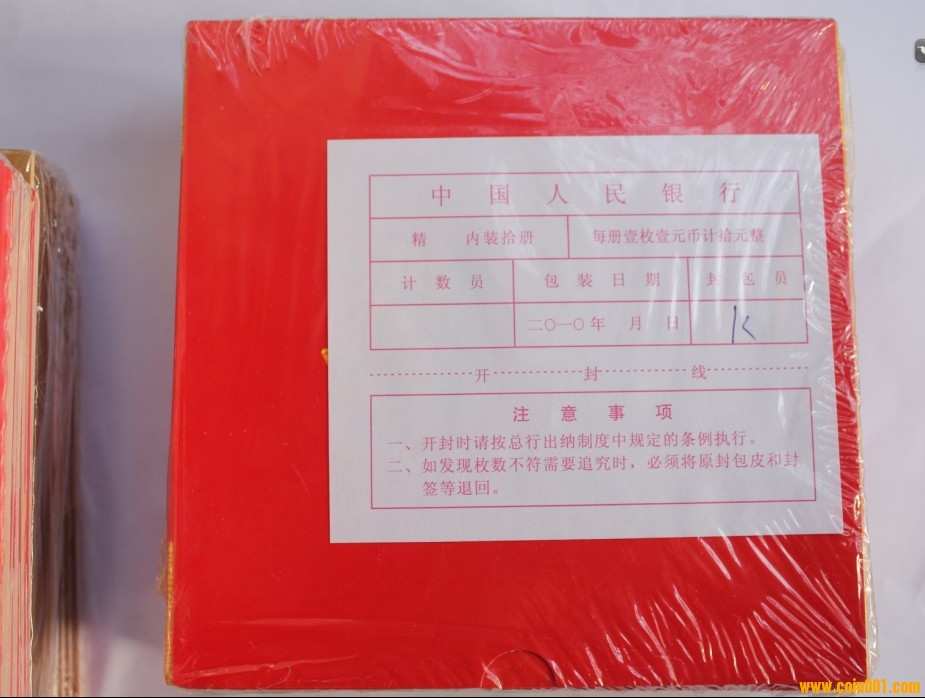 中国人民银行
精 内装拾册 每册壹枚壹元币计拾元整
计数员 包装日期 封包员
二〇一〇年 月 日
开 封 线
注意事项
一、开封时请按总行出纳制度中规定的条例执行。
二、如发现枚数不符需要追究时，必须将原封包皮和封
签等退回。
www.coin001.com